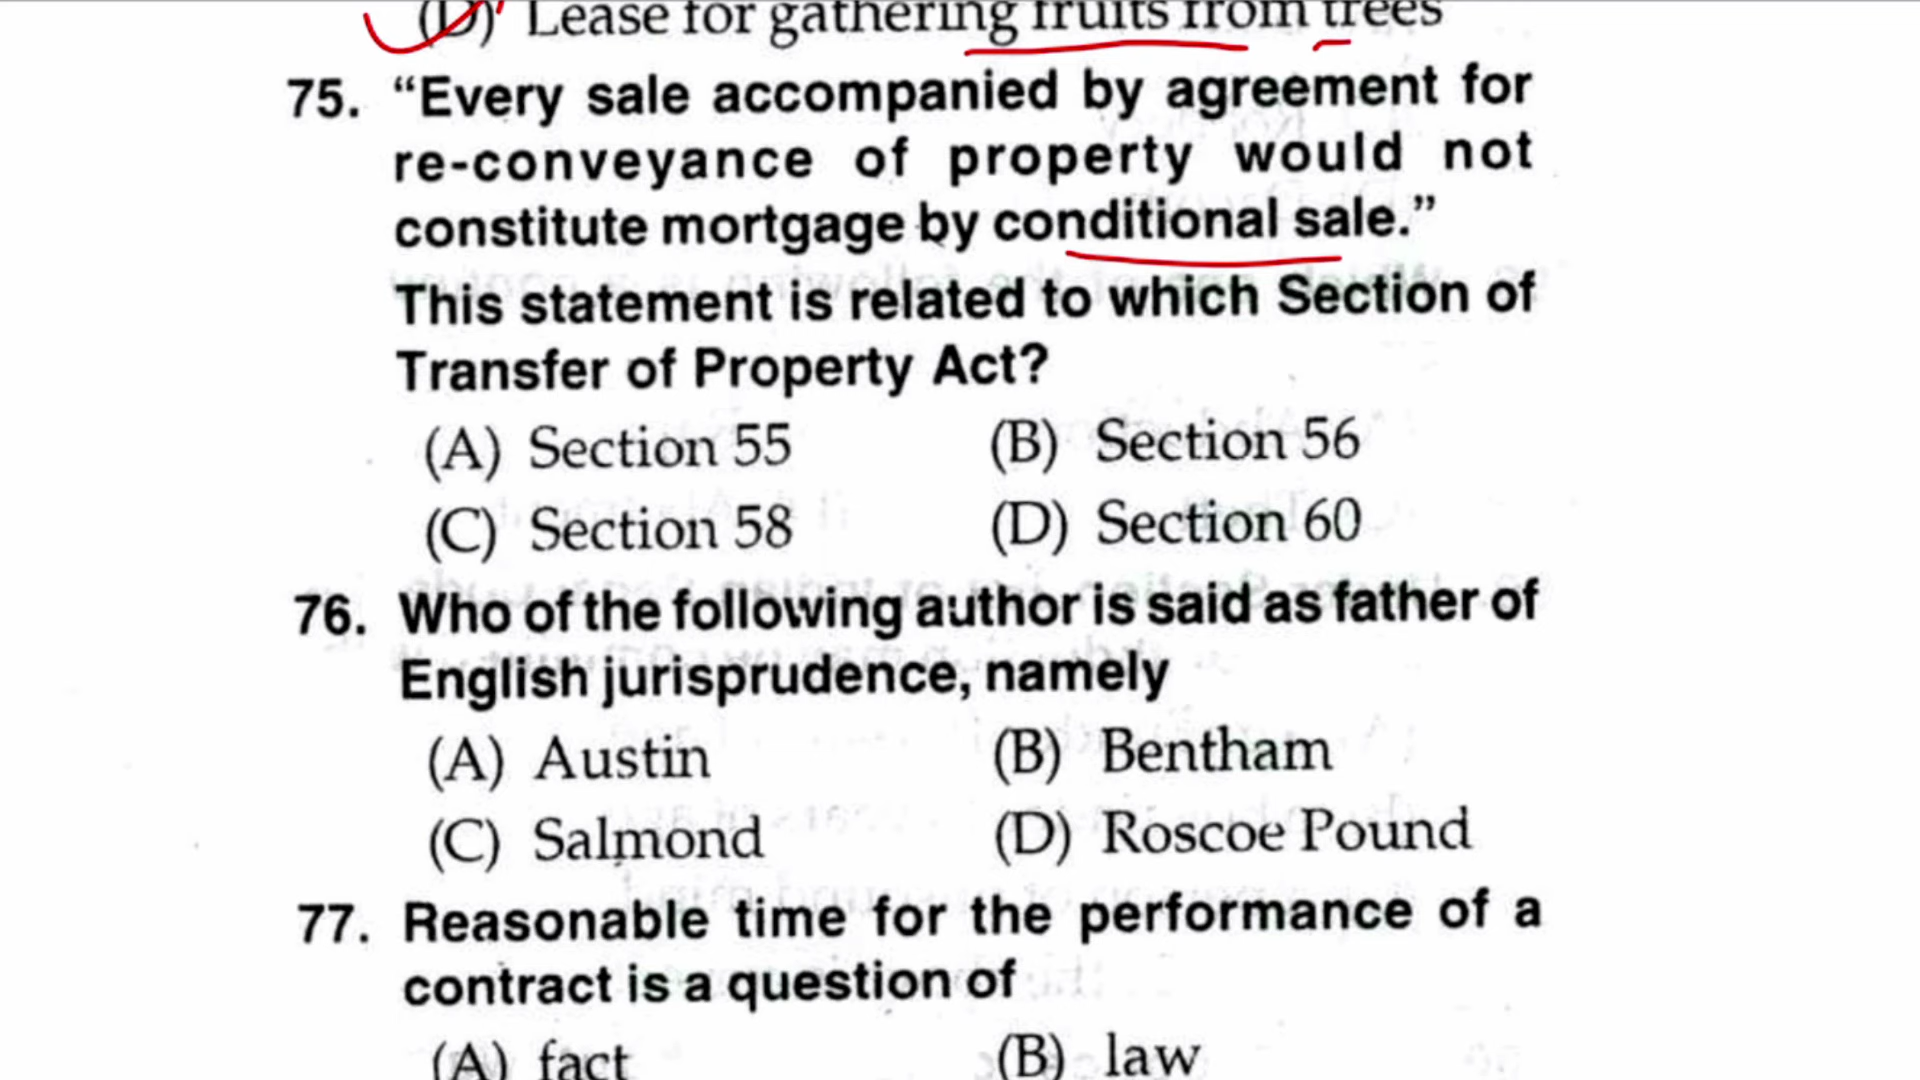 (D) Lease for gathering fruits from trees
75. “Every sale accompanied by agreement for
re-conveyance of property would not
constitute mortgage by conditional sale.”
This statement is related to which Section of
Transfer of Property Act?
(A) Section 55 (B) Section 56
(C) Section 58 (D) Section 60
76. Who of the following author is said as father of
English jurisprudence, namely
(A) Austin (B) Bentham
(C) Salmond (D) Roscoe Pound
77. Reasonable time for the performance of a
contract is a question of
(A) fact (B) law